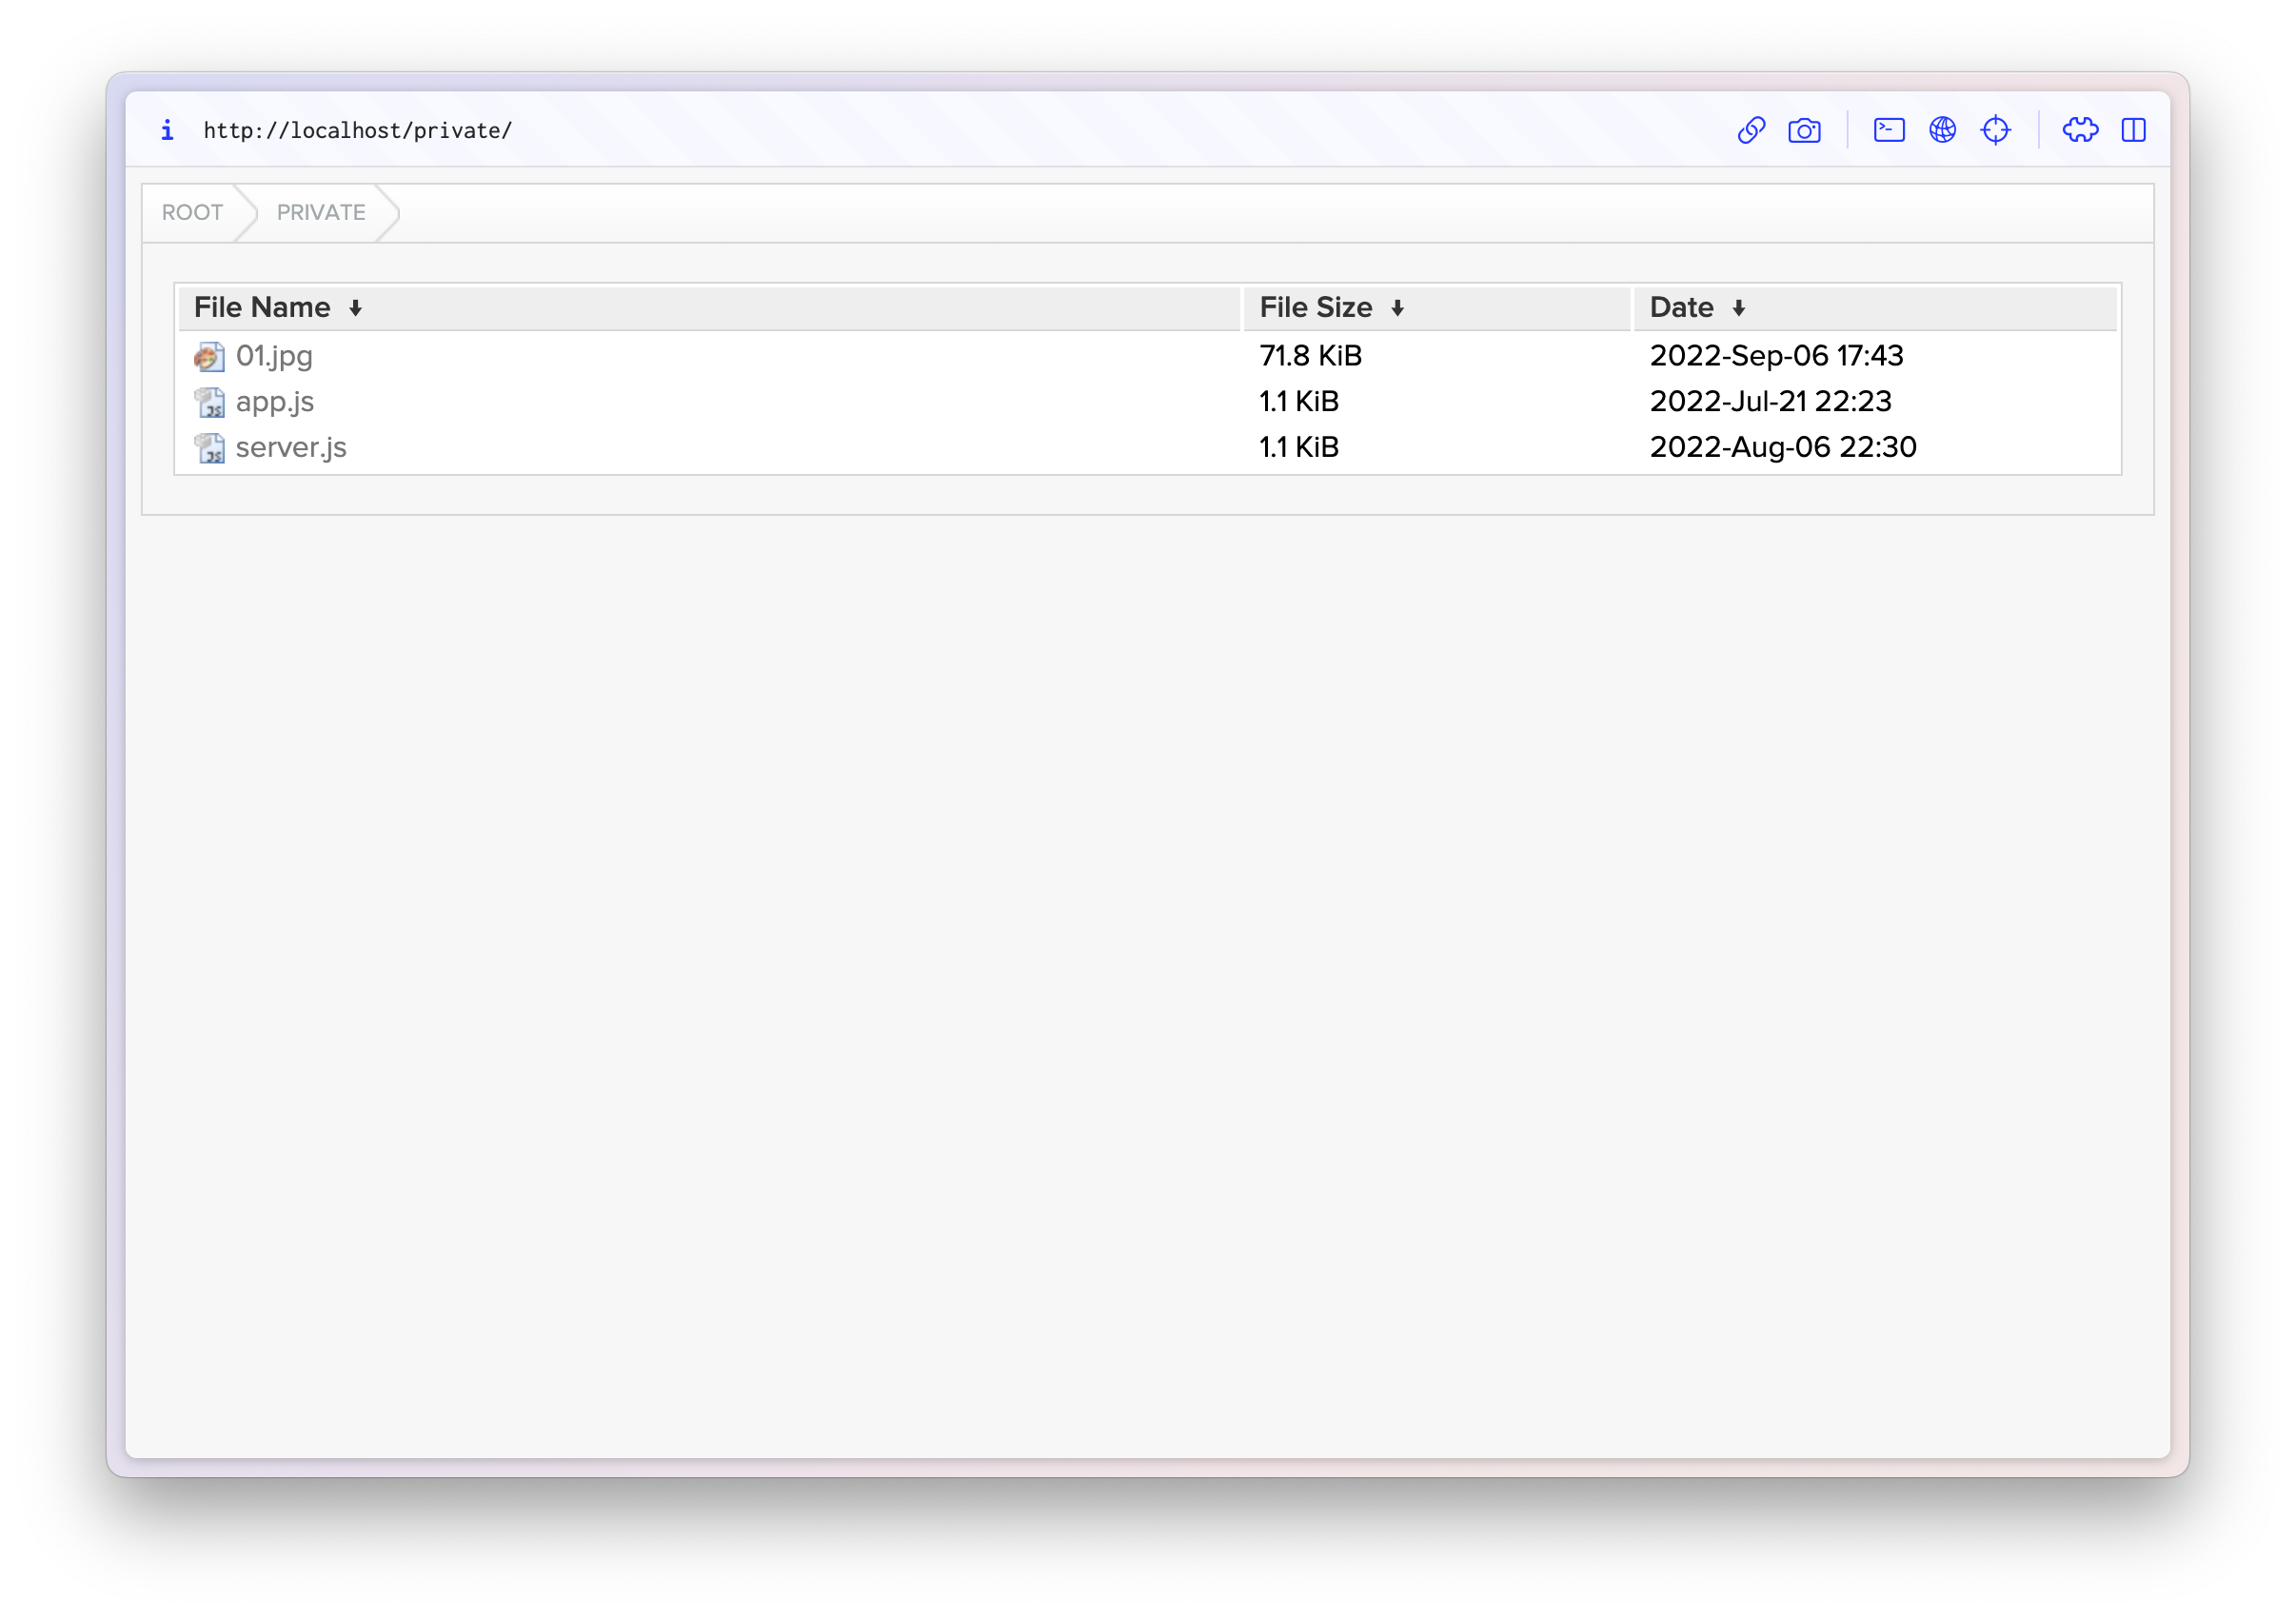 i http://localhost/private/
ROOT PRIVATE
File Name ↓ File Size ↓ Date ↓
01.jpg 71.8 KiB 2022-Sep-06 17:43
app.js 1.1 KiB 2022-Jul-21 22:23
server.js 1.1 KiB 2022-Aug-06 22:30